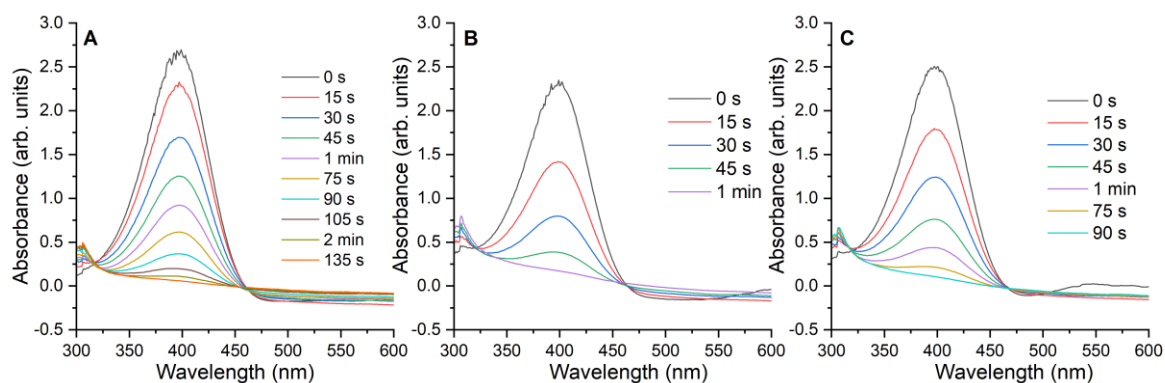 A
Absorbance (arb. units)
3.0
2.5
2.0
1.5
1.0
0.5
0.0
-0.5
0 s
15 s
30 s
45 s
1 min
75 s
90 s
105 s
2 min
135 s
300 350 400 450 500 550 600
Wavelength (nm)
B
Absorbance (arb. units)
3.0
2.5
2.0
1.5
1.0
0.5
0.0
-0.5
0 s
15 s
30 s
45 s
1 min
300 350 400 450 500 550 600
Wavelength (nm)
C
Absorbance (arb. units)
3.0
2.5
2.0
1.5
1.0
0.5
0.0
-0.5
0 s
15 s
30 s
45 s
1 min
75 s
90 s
300 350 400 450 500 550 600
Wavelength (nm)